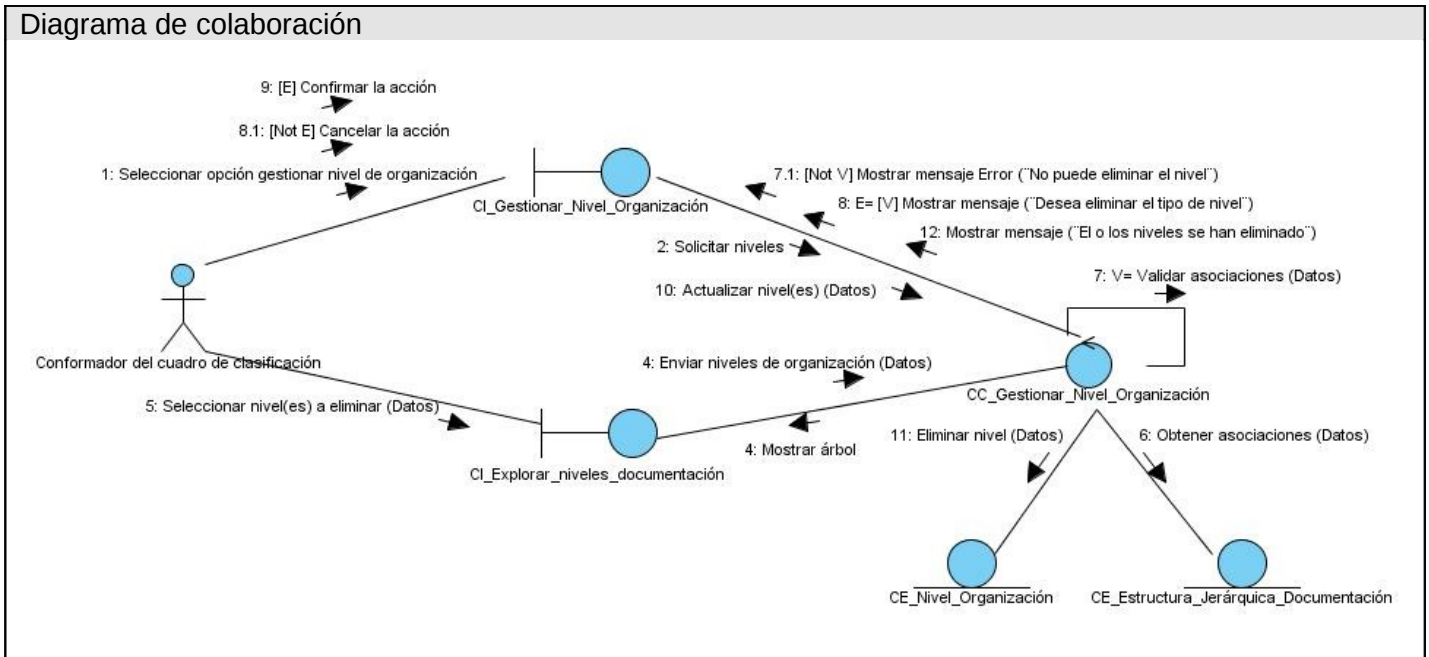 Diagrama de colaboración
9: [E] Confirmar la acción
8.1: [Not E] Cancelar la acción
1: Seleccionar opción gestionar nivel de organización
7.1: [Not V] Mostrar mensaje Error (¨No puede eliminar el nivel¨)
CI_Gestionar_Nivel_Organización
8: E= [V] Mostrar mensaje (¨Desea eliminar el tipo de nivel¨)
12: Mostrar mensaje (¨El o los niveles se han eliminado¨)
2: Solicitar niveles
7: V= Validar asociaciones (Datos)
10: Actualizar nivel(es) (Datos)
Conformador del cuadro de clasificación
4: Enviar niveles de organización (Datos)
CC_Gestionar_Nivel_Organización
5: Seleccionar nivel(es) a eliminar (Datos)
11: Eliminar nivel (Datos)
6: Obtener asociaciones (Datos)
4: Mostrar árbol
CI_Explorar_niveles_documentación
CE_Nivel_Organización
CE_Estructura_Jerárquica_Documentación